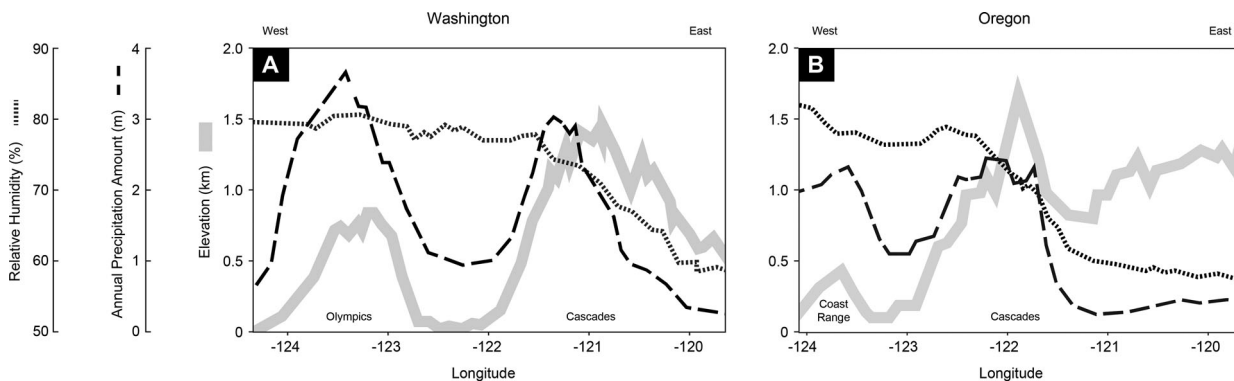 Washington
Oregon
West
East
West
East
90
80
70
60
50
Relative Humidity (%)
4
3
2
1
0
Annual Precipitation Amount (m)
Elevation (km)
2.0
1.5
1.0
0.5
0
A
Olympics
Cascades
-124
-123
-122
-121
-120
Longitude
2.0
1.5
1.0
0.5
0
B
Coast
Range
Cascades
-124
-123
-122
-121
-120
Longitude